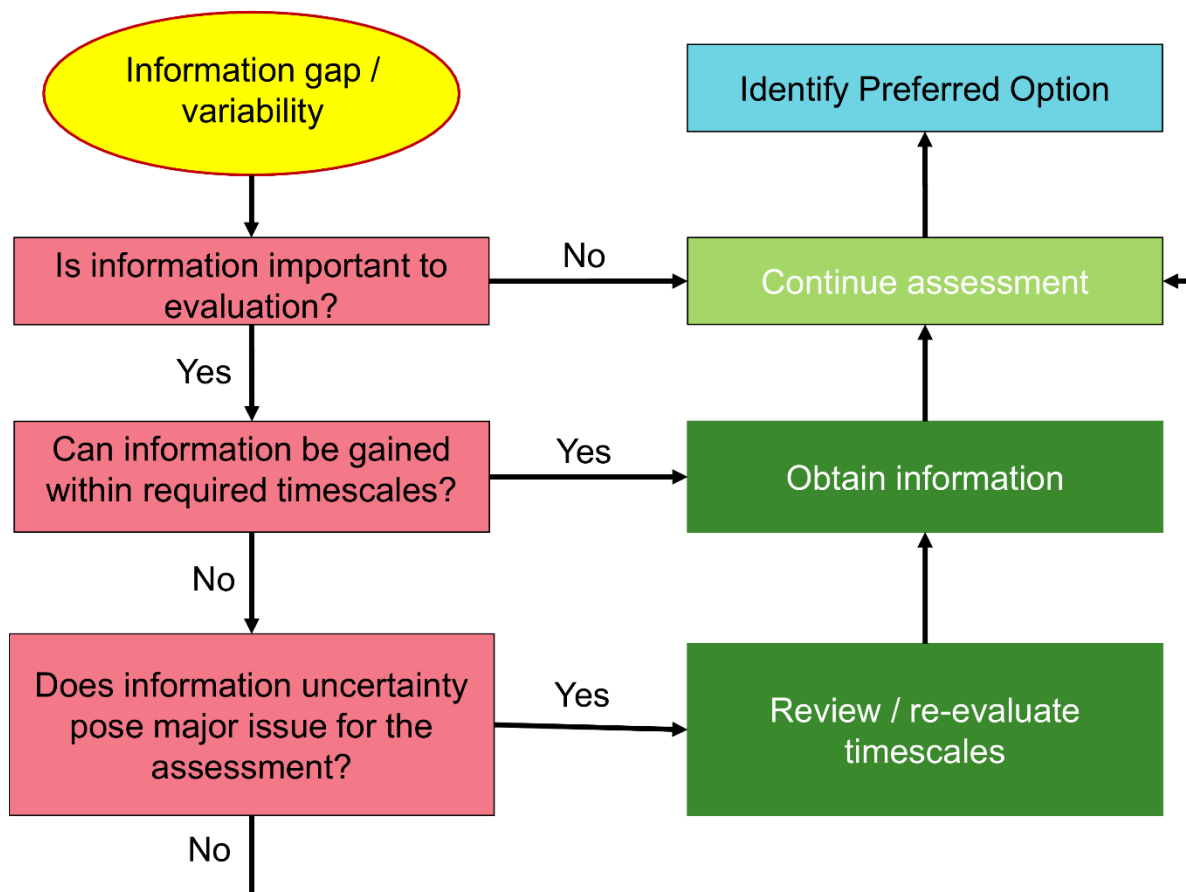 Information gap /
variability
Identify Preferred Option
Is information important to
evaluation?
No
Continue assessment
Yes
Can information be gained
within required timescales?
Yes
Obtain information
No
Does information uncertainty
pose major issue for the
assessment?
Yes
Review / re-evaluate
timescales
No